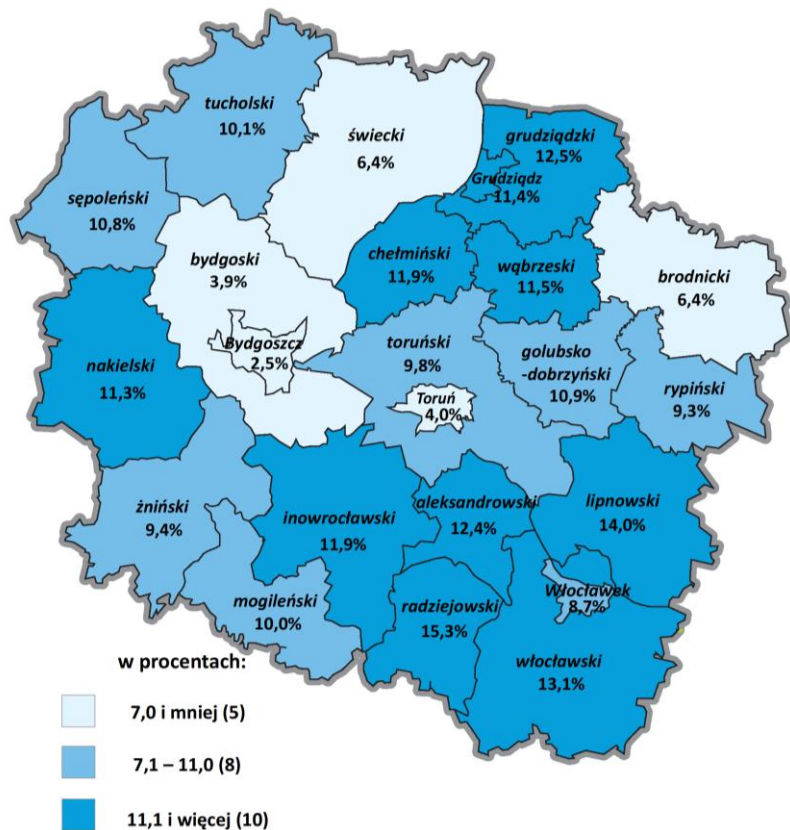 tucholski
10,1%
świecki
6,4%
grudziądzki
12,5%
Grudziądz
11,4%
sępoleński
10,8%
bydgoski
3,9%
chełmiński
11,9%
wąbrzeski
11,5%
brodnicki
6,4%
Bydgoszcz
2,5%
toruński
9,8%
golubsko
-dobrzyński
10,9%
nakielski
11,3%
Toruń
4,0%
rypiński
9,3%
żniński
9,4%
inowrocławski
11,9%
aleksandrowski
12,4%
lipnowski
14,0%
mogileński
10,0%
radziejowski
15,3%
Włocławek
8,7%
włocławski
13,1%
w procentach:
7,0 i mniej (5)
7,1 – 11,0 (8)
11,1 i więcej (10)